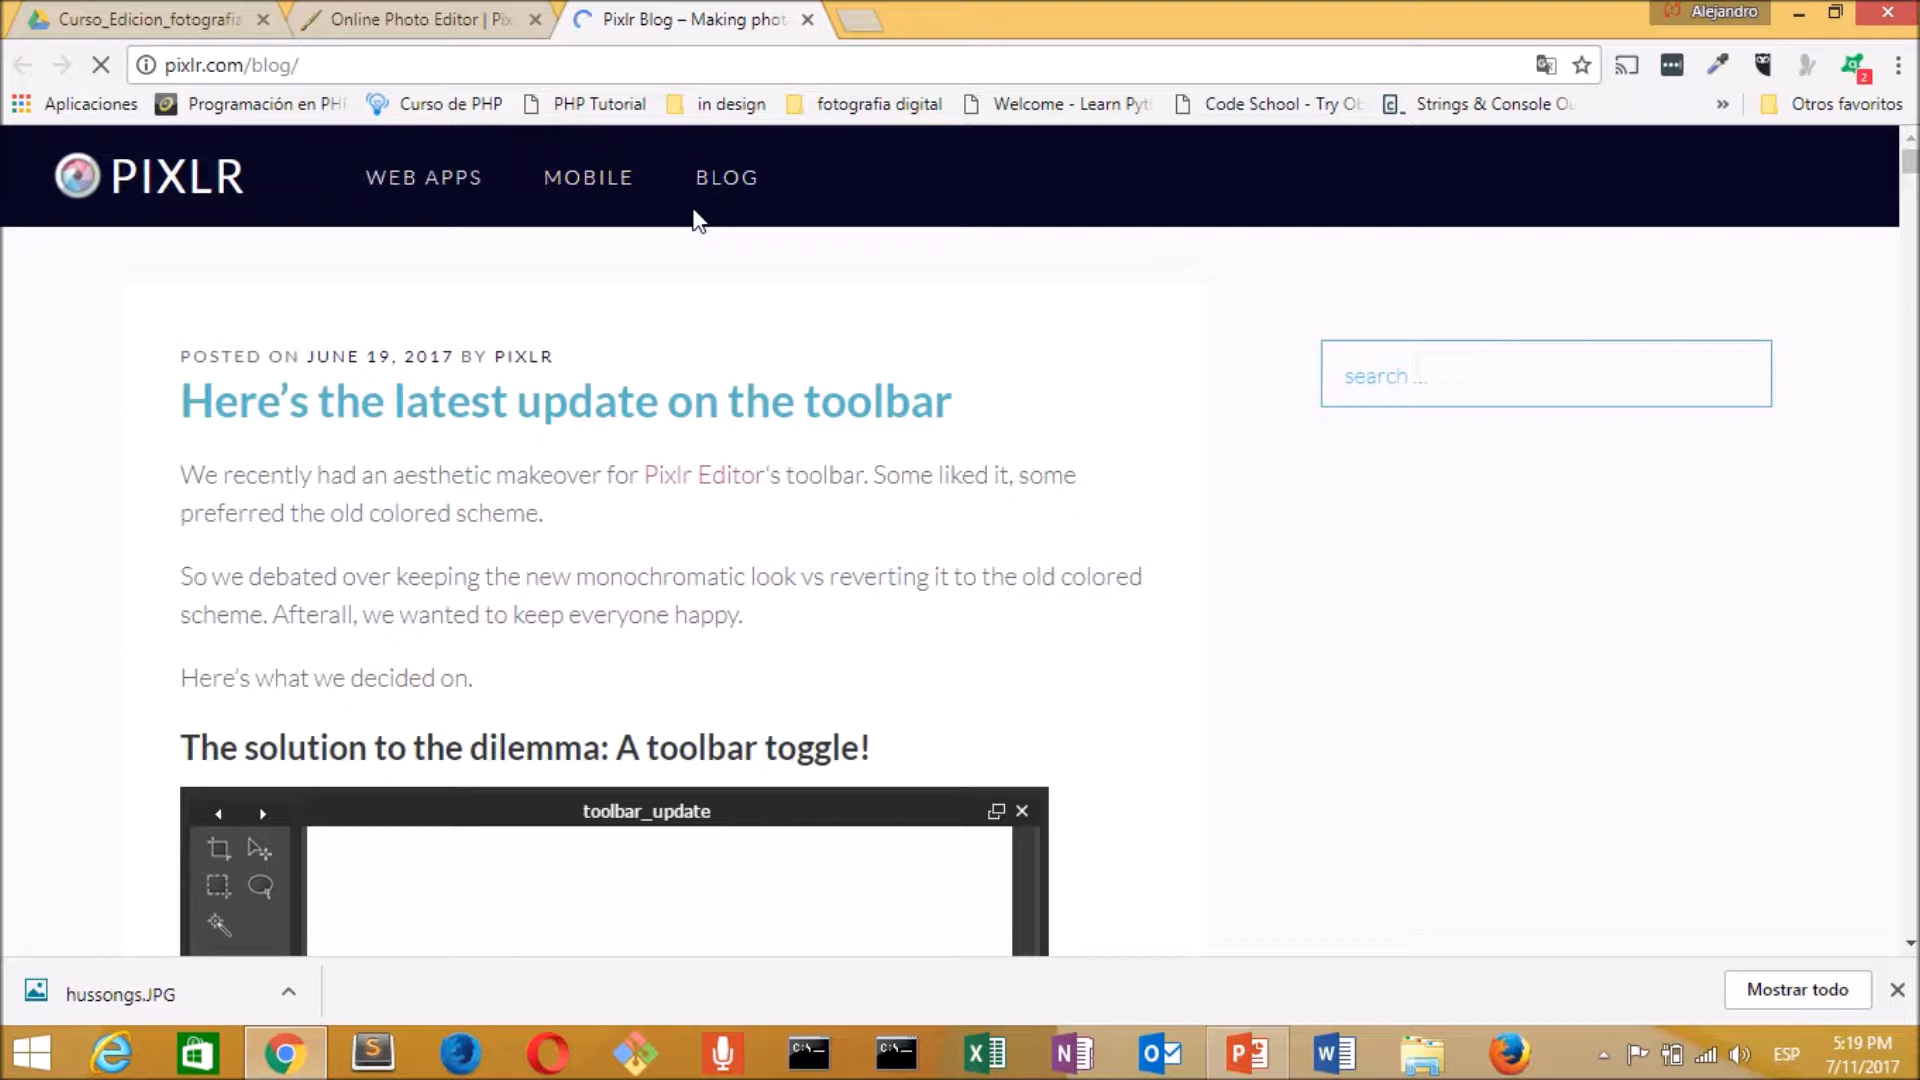 Curso_Edicion_fotografia
Online Photo Editor | Pix
Pixlr Blog – Making phot
Alejandro
pixlr.com/blog/
2
Aplicaciones
Programación en PH
Curso de PHP
PHP Tutorial
in design
fotografia digital
Welcome - Learn Pyt
Code School - Try Ob
Strings & Console Ou
»
Otros favoritos
PIXLR
WEB APPS
MOBILE
BLOG
POSTED ON JUNE 19, 2017 BY PIXLR
Here’s the latest update on the toolbar
search ...
We recently had an aesthetic makeover for Pixlr Editor‘s toolbar. Some liked it, some
preferred the old colored scheme.
So we debated over keeping the new monochromatic look vs reverting it to the old colored
scheme. Afterall, we wanted to keep everyone happy.
Here’s what we decided on.
The solution to the dilemma: A toolbar toggle!
toolbar_update
hussongs.JPG
Mostrar todo
ESP
5:19 PM
7/11/2017